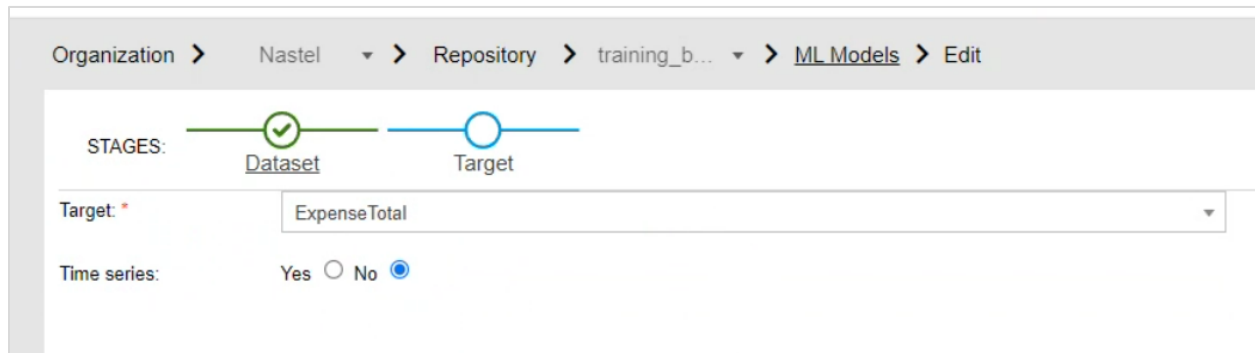 Organization > Nastel > Repository > training_b... > ML Models > Edit
STAGES:
Dataset
Target
Target: *
ExpenseTotal
Time series:
Yes No